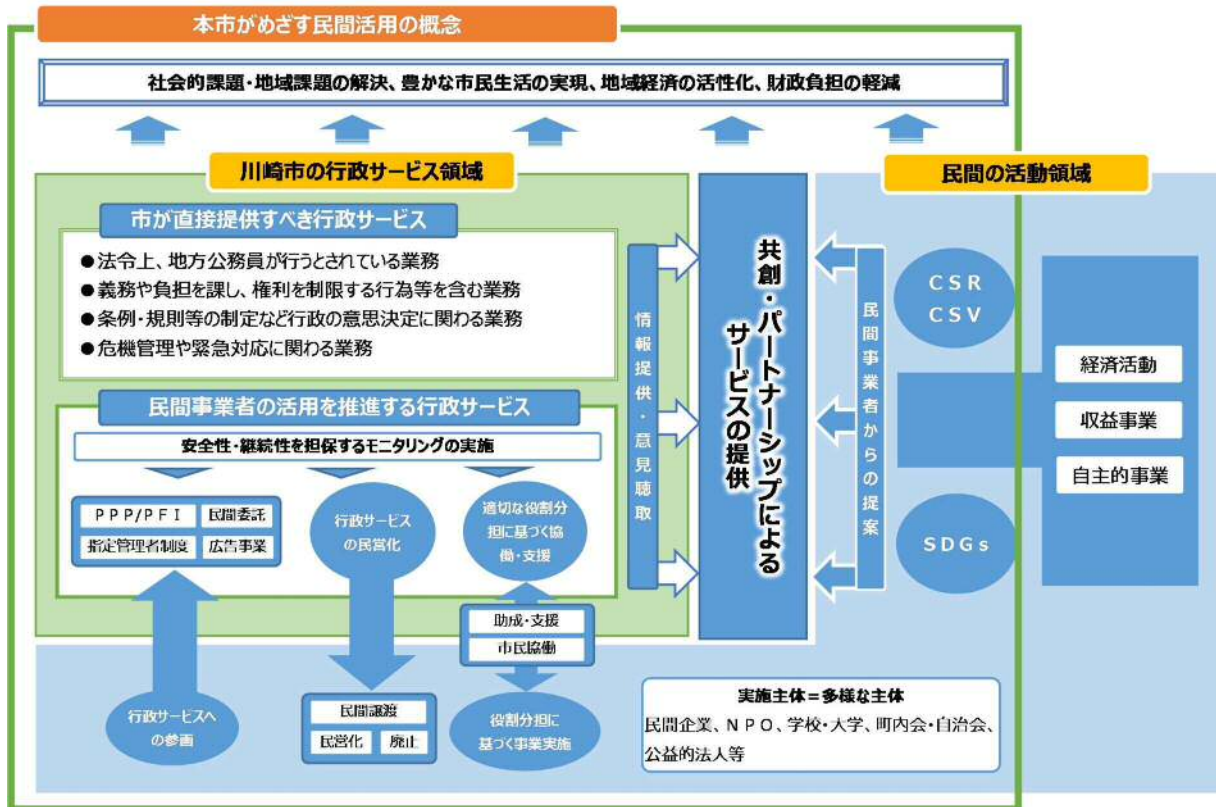 本市がめざす民間活用の概念
社会的課題・地域課題の解決、豊かな市民生活の実現、地域経済の活性化、財政負担の軽減
川崎市の行政サービス領域
民間の活動領域
市が直接提供すべき行政サービス
●法令上、地方公務員が行うとされている業務
●義務や負担を課し、権利を制限する行為等を含む業務
●条例・規則等の制定など行政の意思決定に関わる業務
●危機管理や緊急対応に関わる業務
民間事業者の活用を推進する行政サービス
安全性・継続性を担保するモニタリングの実施
PPP/PFI
民間委託
指定管理者制度
広告事業
行政サービス
の民営化
適切な役割分
担に基づく協
働・支援
情報提供・意見聴取
共創・パートナーシップによる
サービスの提供
民間事業者からの提案
CSR
CSV
SDGs
経済活動
収益事業
自主的事業
助成・支援
市民協働
行政サービスへ
の参画
民間譲渡
民営化
廃止
役割分担に
基づく事業実施
実施主体=多様な主体
民間企業、NPO、学校・大学、町内会・自治会、
公益的法人等